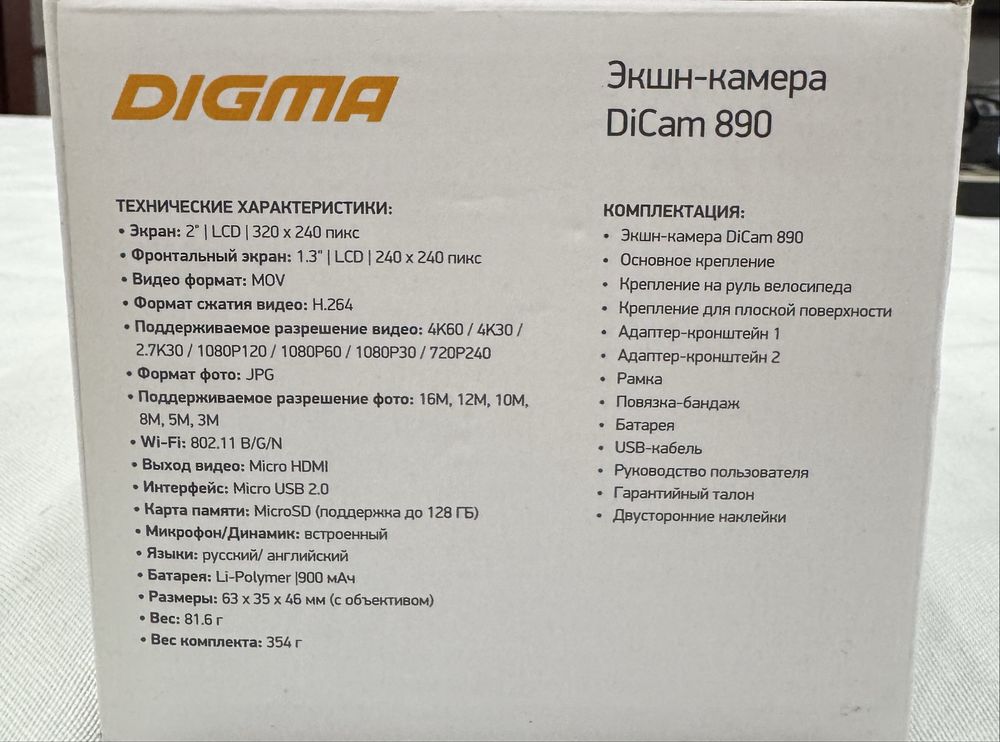 DIGMA
Экшн-камера
DiCam 890
ТЕХНИЧЕСКИЕ ХАРАКТЕРИСТИКИ:
• Экран: 2" | LCD | 320 x 240 пикс
• Фронтальный экран: 1.3" | LCD | 240 x 240 пикс
• Видео формат: MOV
• Формат сжатия видео: H.264
• Поддерживаемое разрешение видео: 4K60 / 4K30 /
2.7K30 / 1080P120 / 1080P60 / 1080P30 / 720P240
• Формат фото: JPG
• Поддерживаемое разрешение фото: 16M, 12M, 10M,
8M, 5M, 3M
• Wi-Fi: 802.11 B/G/N
• Выход видео: Micro HDMI
• Интерфейс: Micro USB 2.0
• Карта памяти: MicroSD (поддержка до 128 ГБ)
• Микрофон/Динамик: встроенный
• Языки: русский/ английский
• Батарея: Li-Polymer |900 мАч
• Размеры: 63 x 35 x 46 мм (с объективом)
• Вес: 81.6 г
• Вес комплекта: 354 г
КОМПЛЕКТАЦИЯ:
• Экшн-камера DiCam 890
• Основное крепление
• Крепление на руль велосипеда
• Крепление для плоской поверхности
• Адаптер-кронштейн 1
• Адаптер-кронштейн 2
• Рамка
• Повязка-бандаж
• Батарея
• USB-кабель
• Руководство пользователя
• Гарантийный талон
• Двусторонние наклейки